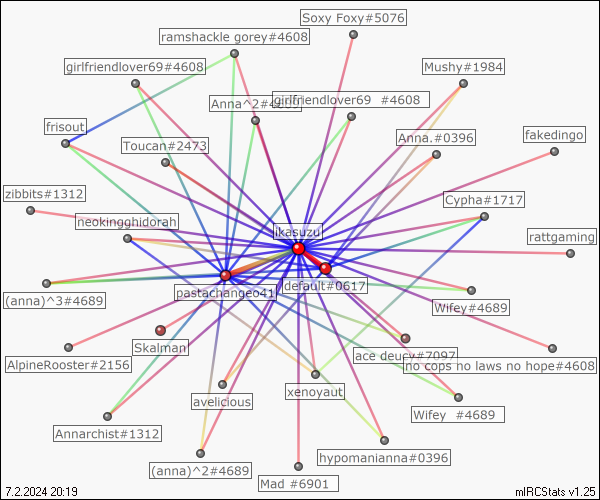 Soxy Foxy#5076
ramshackle gorey#4608
girlfriendlover69#4608
Mushy#1984
Anna^2#4608
girlfriendlover69 #4608
frisout
Toucan#2473
Anna.#0396
fakedingo
zibbits#1312
Cypha#1717
neokingghidorah
ikasuzu
rattgaming
default#0617
pastachangeo41
(anna)^3#4689
Wifey#4689
Skalman
ace deucy#7097
AlpineRooster#2156
no cops no laws no hope#4608
xenoyaut
avelicious
Wifey #4689
Annarchist#1312
hypomanianna#0396
(anna)^2#4689
Mad #6901
7.2.2024 20:19
mIRCStats v1.25